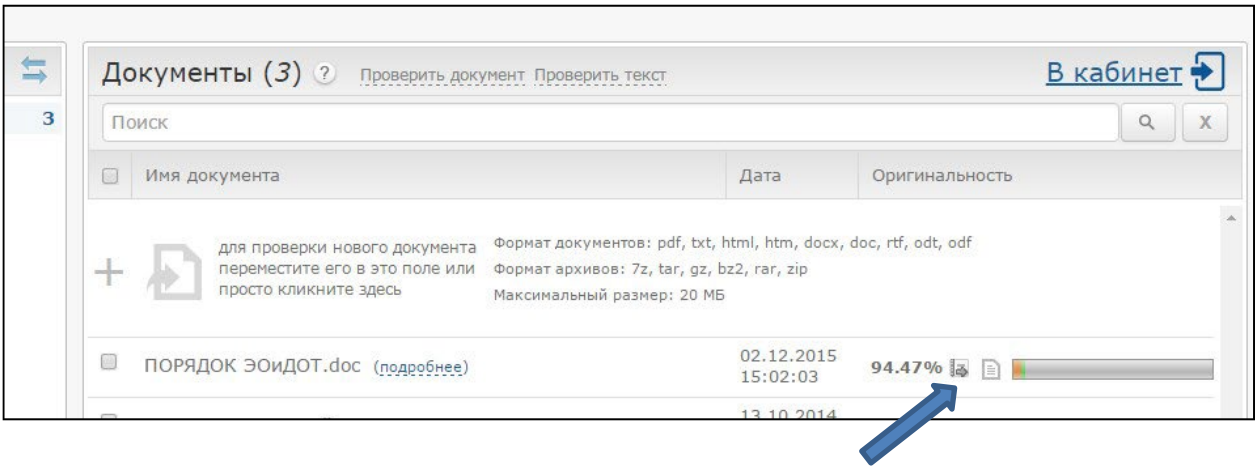 Документы (3) ? Проверить документ Проверить текст В кабинет
3
Поиск X
Имя документа Дата Оригинальность
для проверки нового документа
переместите его в это поле или
просто кликните здесь
Формат документов: pdf, txt, html, htm, docx, doc, rtf, odt, odf
Формат архивов: 7z, tar, gz, bz2, rar, zip
Максимальный размер: 20 МБ
ПОРЯДОК ЭОиДОТ.doc (подробнее) 02.12.2015 94.47%
15:02:03
13.10.2014